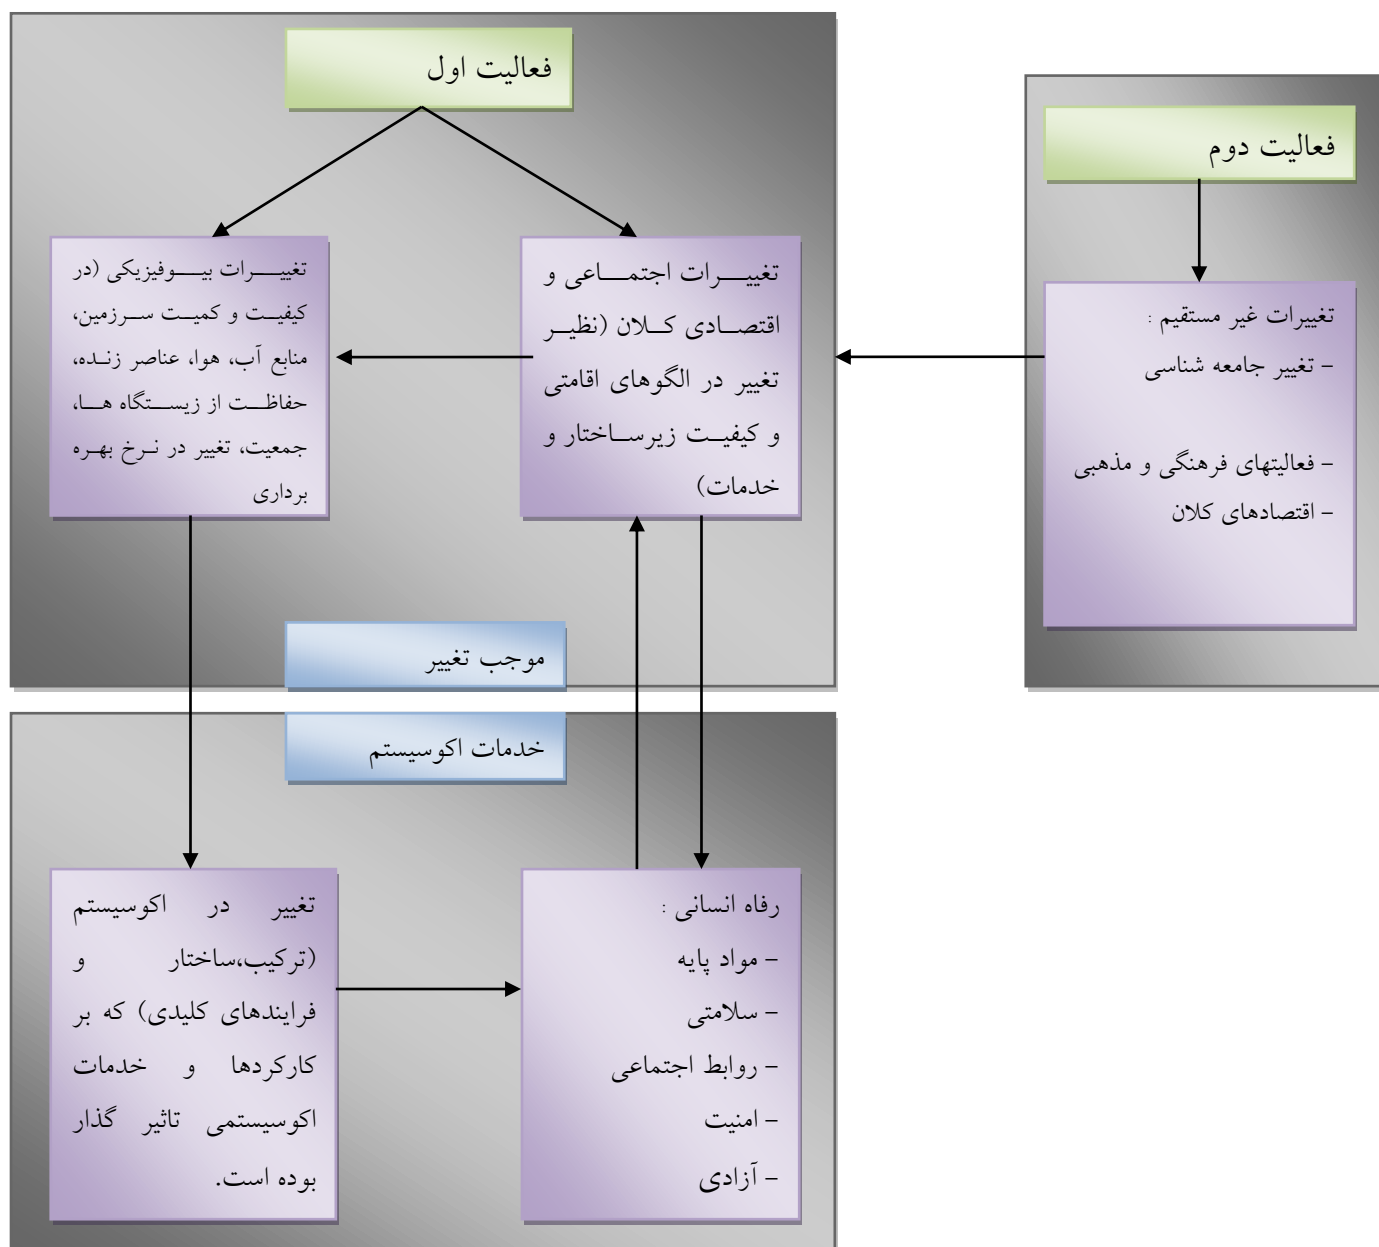 فعالیت اول
فعالیت دوم
تغییرات غیر مستقیم :
- تغییر جامعه شناسی
- فعالیتهای فرهنگی و مذهبی
- اقتصادهای کلان
تغییرات اجتماعی و
اقتصادی کلان (نظیر
تغییر در الگوهای اقامتی
و کیفیت زیرساختار و
خدمات)
تغییرات بیوفیزیکی (در
کیفیت و کمیت سرزمین،
منابع آب، هوا، عناصر زنده،
حفاظت از زیستگاه ها،
جمعیت، تغییر در نرخ بهره
برداری
موجب تغییر
خدمات اکوسیستم
رفاه انسانی :
- مواد پایه
- سلامتی
- روابط اجتماعی
- امنیت
- آزادی
تغییر در اکوسیستم
(ترکیب،ساختار و
فرایندهای کلیدی) که بر
کارکردها و خدمات
اکوسیستمی تاثیر گذار
بوده است.